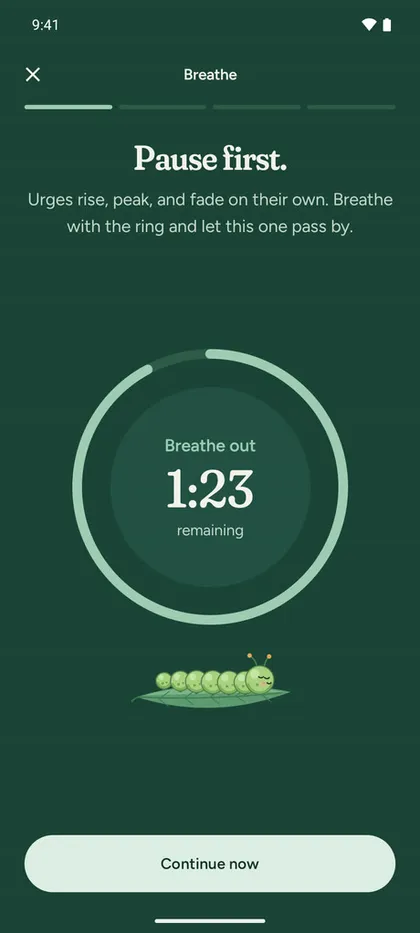 9:41
Breathe
Pause first.
Urges rise, peak, and fade on their own. Breathe
with the ring and let this one pass by.
Breathe out
1:23
remaining
Continue now